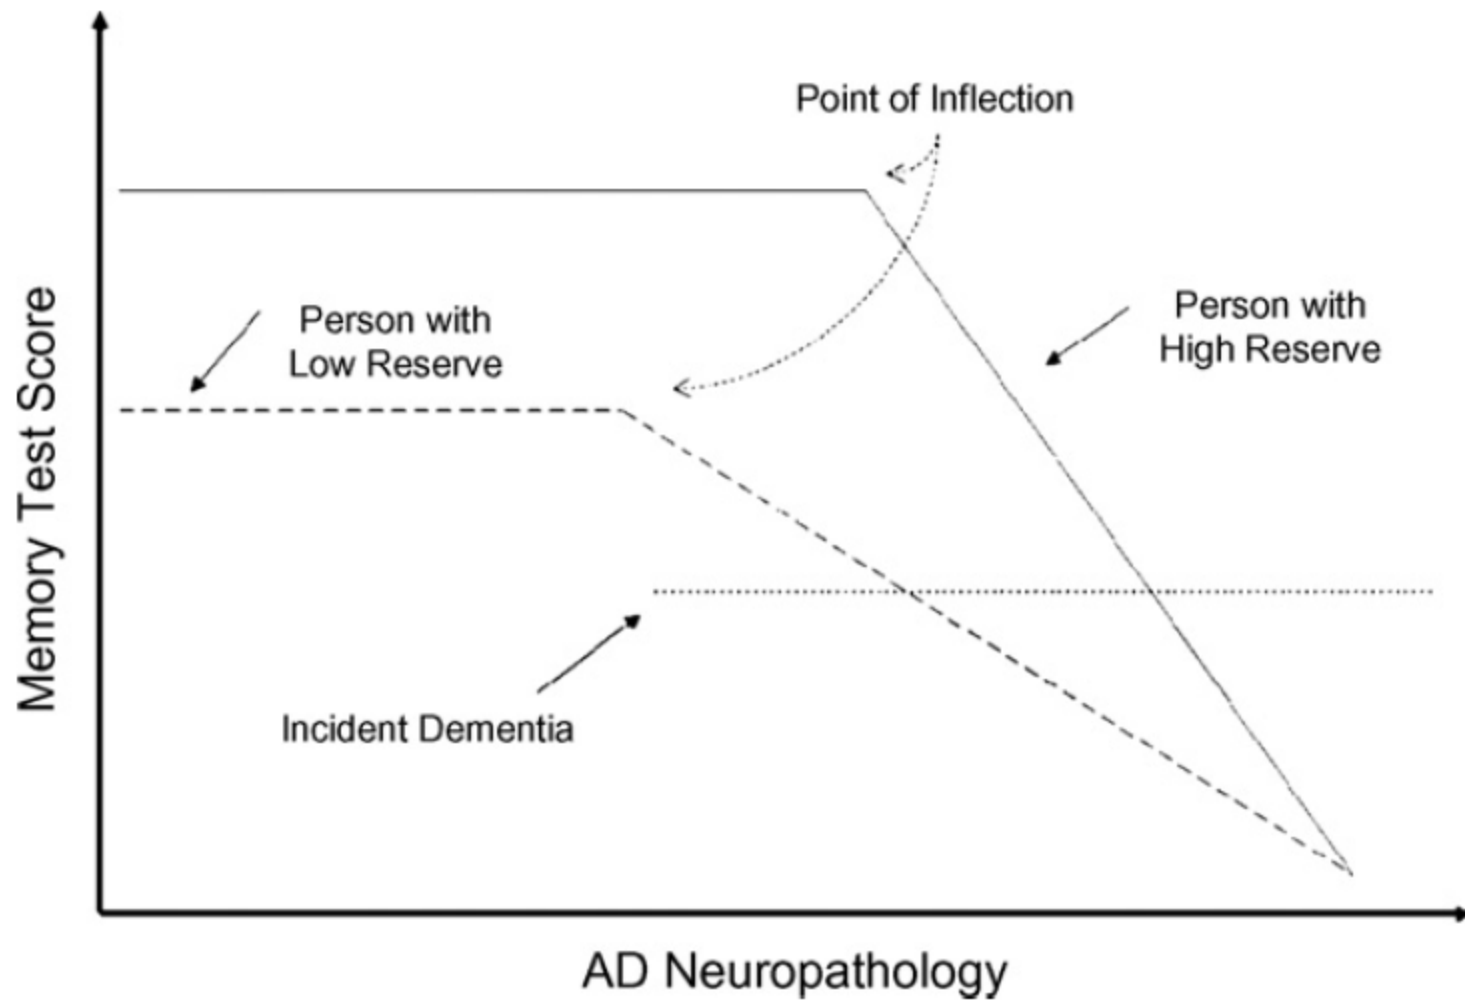 Point of Inflection
Person with
Low Reserve
Person with
High Reserve
Memory Test Score
Incident Dementia
AD Neuropathology